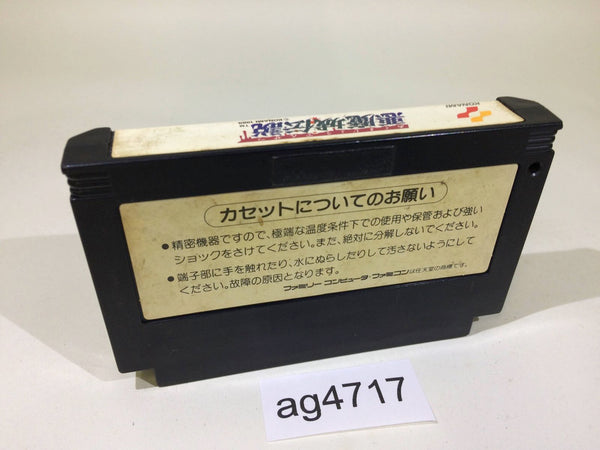 KONAMI
悪魔城伝説
© KONAMI 1989
TM
カセットについてのお願い
●精密機器ですので、極端な温度条件下での使用や保管および強い
ショックをさけてください。また、絶対に分解しないでください。
●端子部に手を触れたり、水にぬらしたりして汚さないようにして
ください。故障の原因となります。
ファミリー コンピュータ・ファミコンは任天堂の商標です。
ag4717